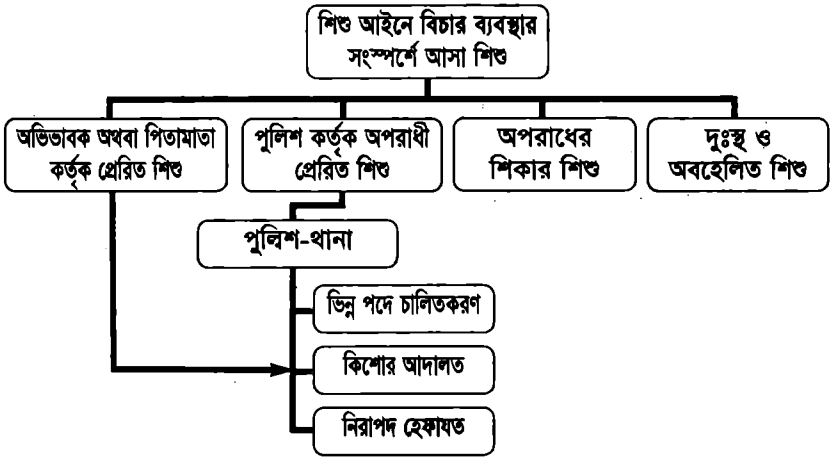 শিশু আইনে বিচার ব্যবস্থার
সংস্পর্শে আসা শিশু
অভিভাবক অথবা পিতামাতা
কর্তৃক প্রেরিত শিশু
পুলিশ কর্তৃক অপরাধী
প্রেরিত শিশু
অপরাধের
শিকার শিশু
দুঃস্থ ও
অবহেলিত শিশু
পুলিশ-থানা
ভিন্ন পদে চালিতকরণ
কিশোর আদালত
নিরাপদ হেফাযত